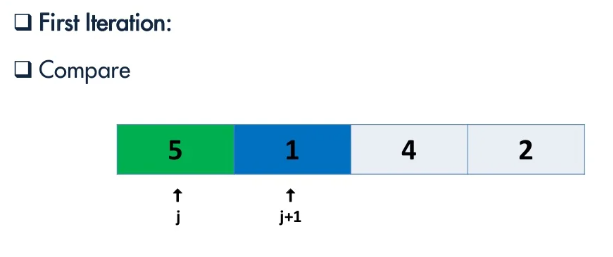 ❑ First Iteration:
❑ Compare
5 1 4 2
↑ ↑
j j+1